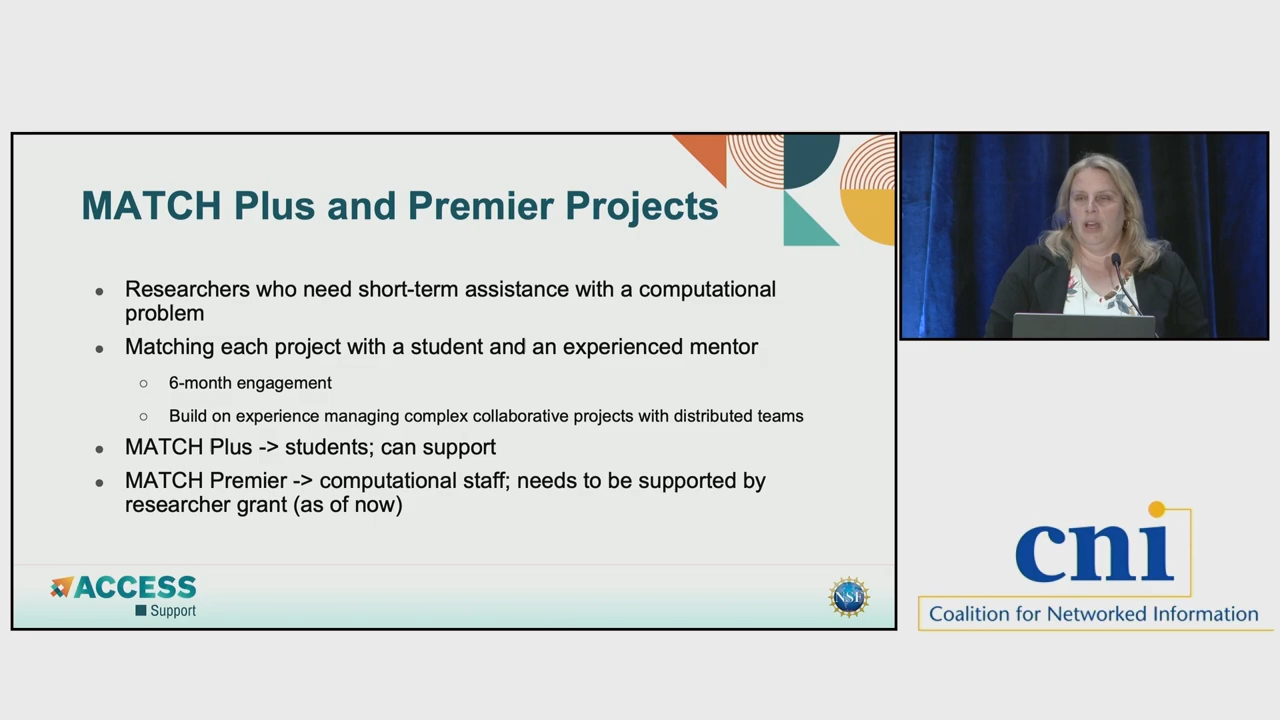 MATCH Plus and Premier Projects
● Researchers who need short-term assistance with a computational
problem
● Matching each project with a student and an experienced mentor
○ 6-month engagement
○ Build on experience managing complex collaborative projects with distributed teams
● MATCH Plus -> students; can support
● MATCH Premier -> computational staff; needs to be supported by
researcher grant (as of now)
ACCESS
Support
NSF
cni
Coalition for Networked Information